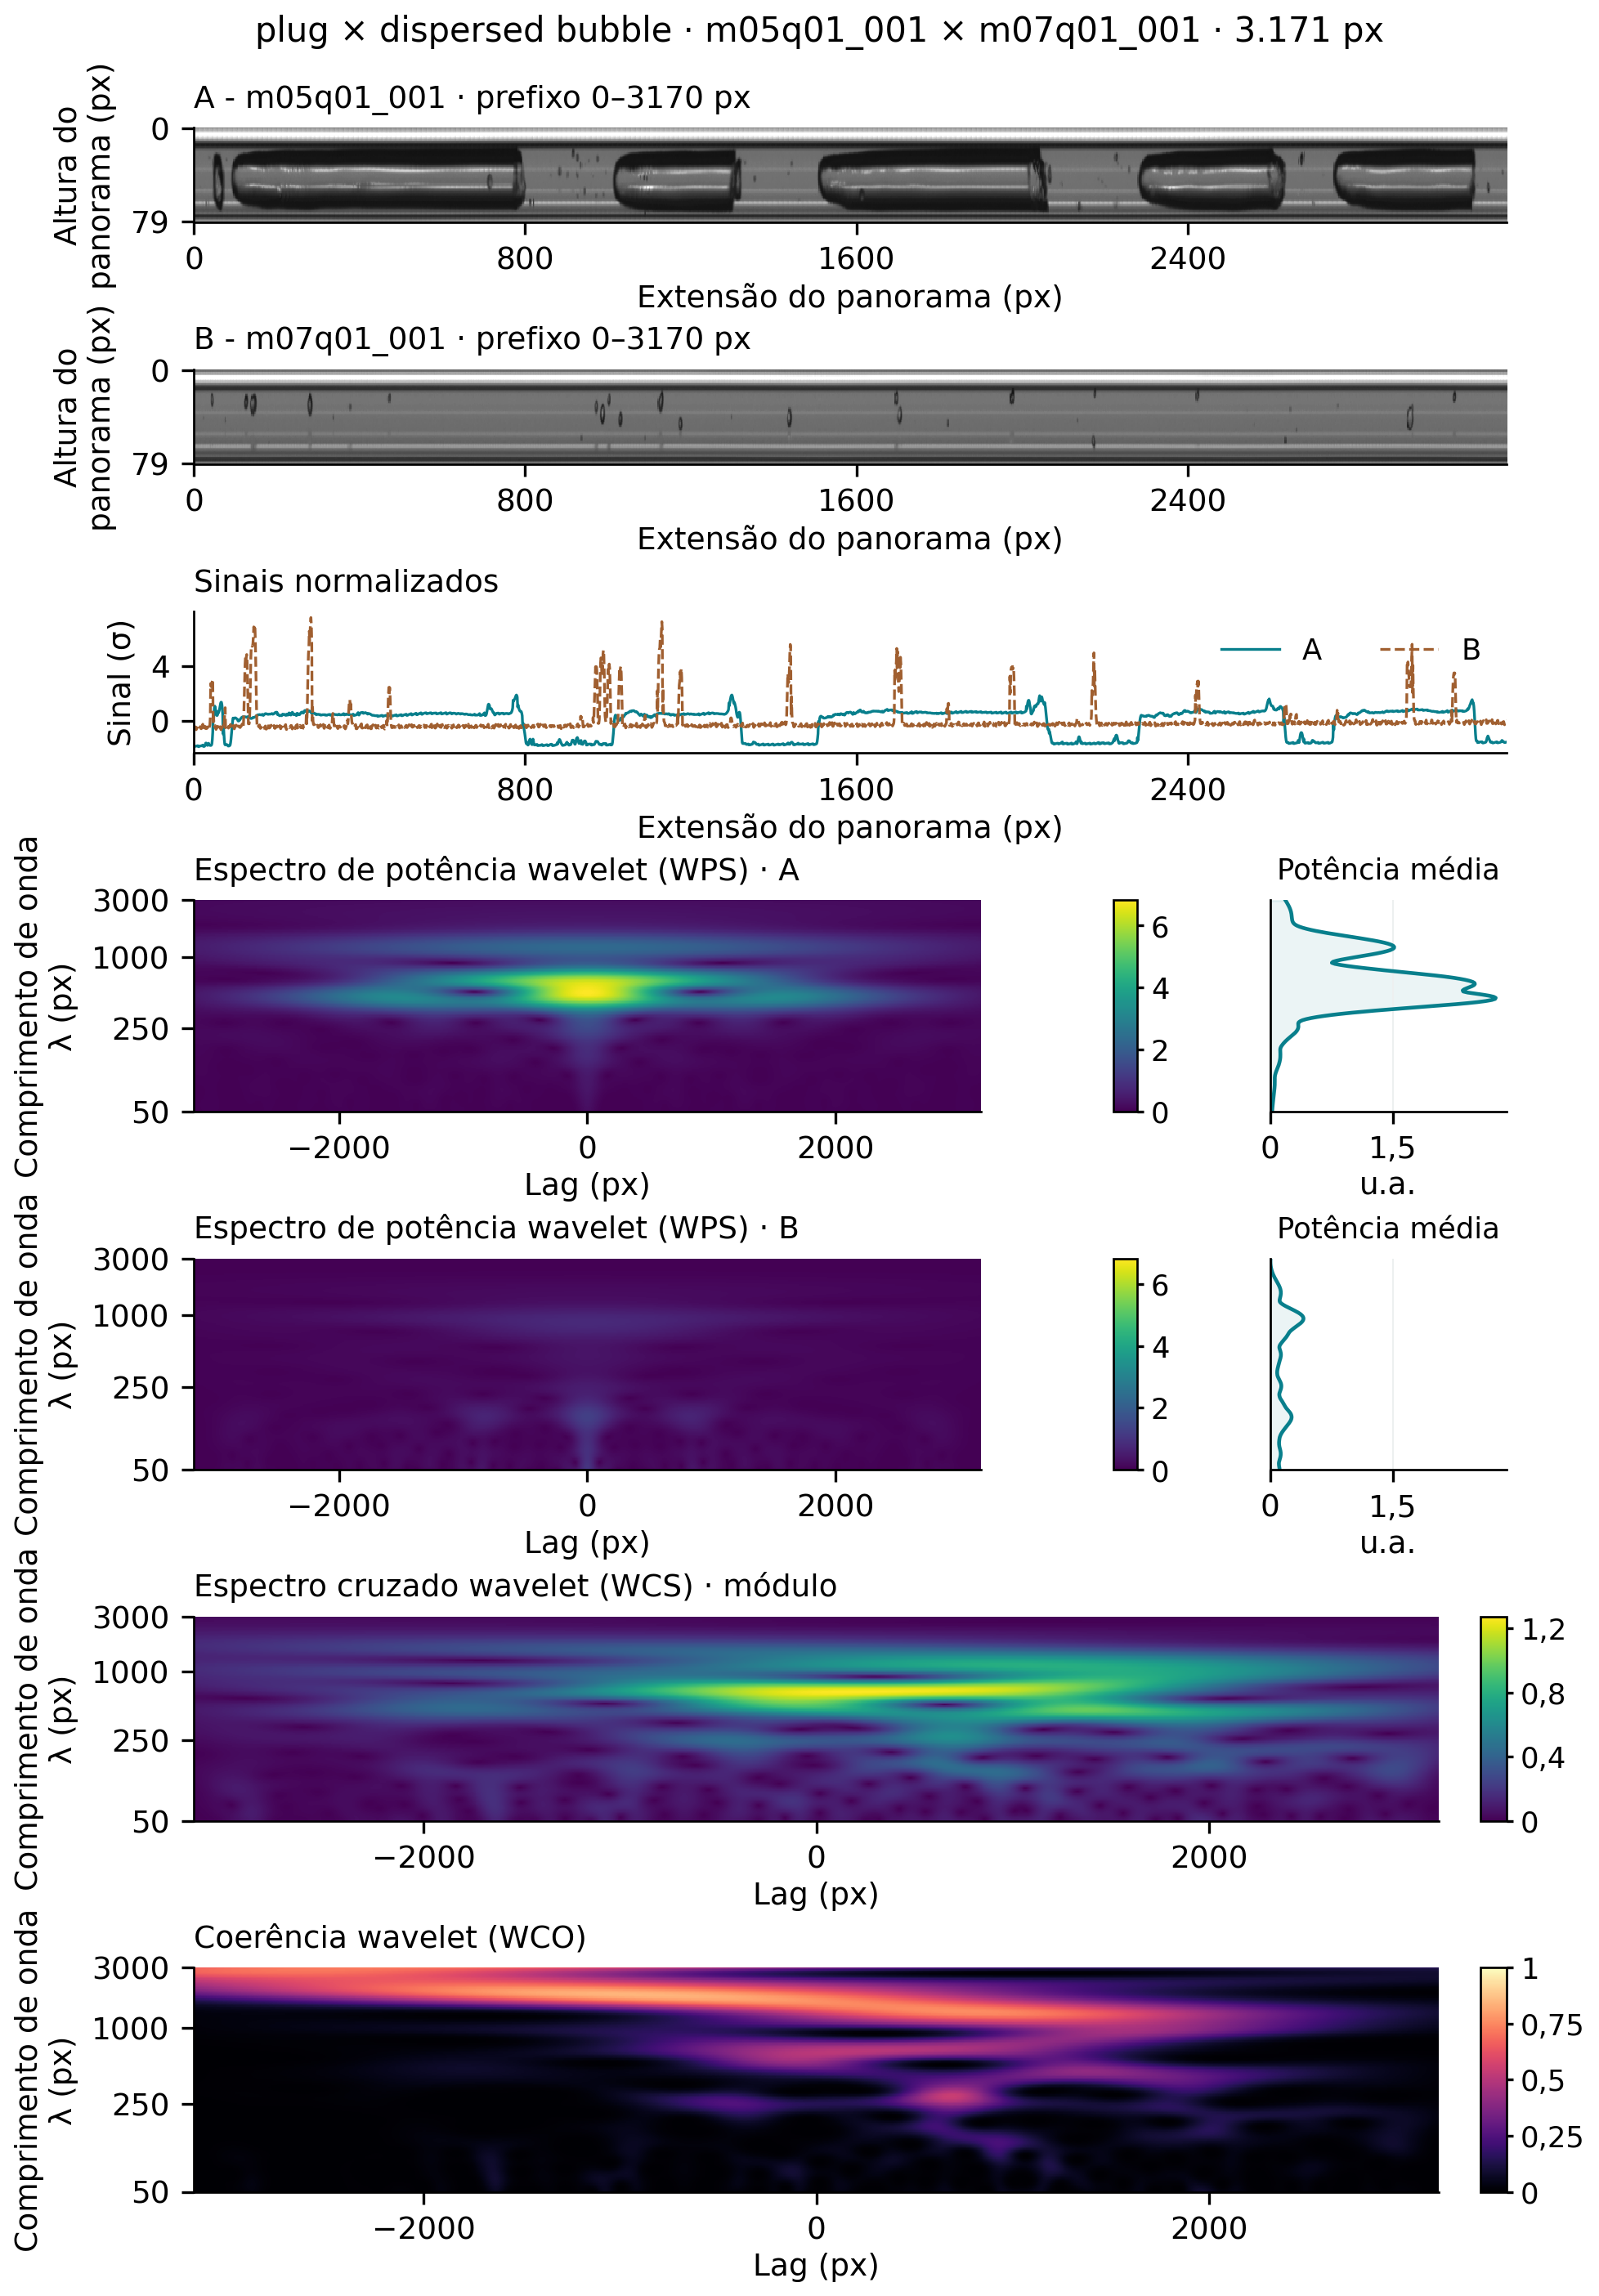 plug × dispersed bubble · m05q01_001 × m07q01_001 · 3.171 px
A - m05q01_001 · prefixo 0–3170 px
Altura do
panorama (px)
0
79
0
800
1600
2400
Extensão do panorama (px)
B - m07q01_001 · prefixo 0–3170 px
Altura do
panorama (px)
0
79
0
800
1600
2400
Extensão do panorama (px)
Sinais normalizados
Sinal (σ)
4
0
A
B
0
800
1600
2400
Extensão do panorama (px)
Espectro de potência wavelet (WPS) · A
Comprimento de onda
λ (px)
3000
1000
250
50
−2000
0
2000
Lag (px)
6
4
2
0
Potência média
0
1,5
u.a.
Espectro de potência wavelet (WPS) · B
Comprimento de onda
λ (px)
3000
1000
250
50
−2000
0
2000
Lag (px)
6
4
2
0
Potência média
0
1,5
u.a.
Espectro cruzado wavelet (WCS) · módulo
Comprimento de onda
λ (px)
3000
1000
250
50
−2000
0
2000
Lag (px)
1,2
0,8
0,4
0
Coerência wavelet (WCO)
Comprimento de onda
λ (px)
3000
1000
250
50
−2000
0
2000
Lag (px)
1
0,75
0,5
0,25
0